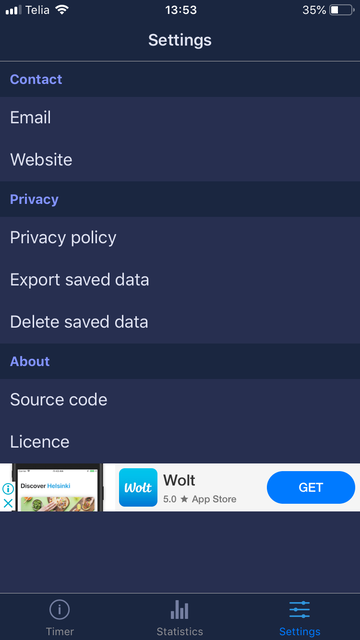 Telia 13:53 35%
Settings
Contact
Email
Website
Privacy
Privacy policy
Export saved data
Delete saved data
About
Source code
Licence
Discover Helsinki
Wolt
Wolt
5.0 ★ App Store
GET
Timer
Statistics
Settings